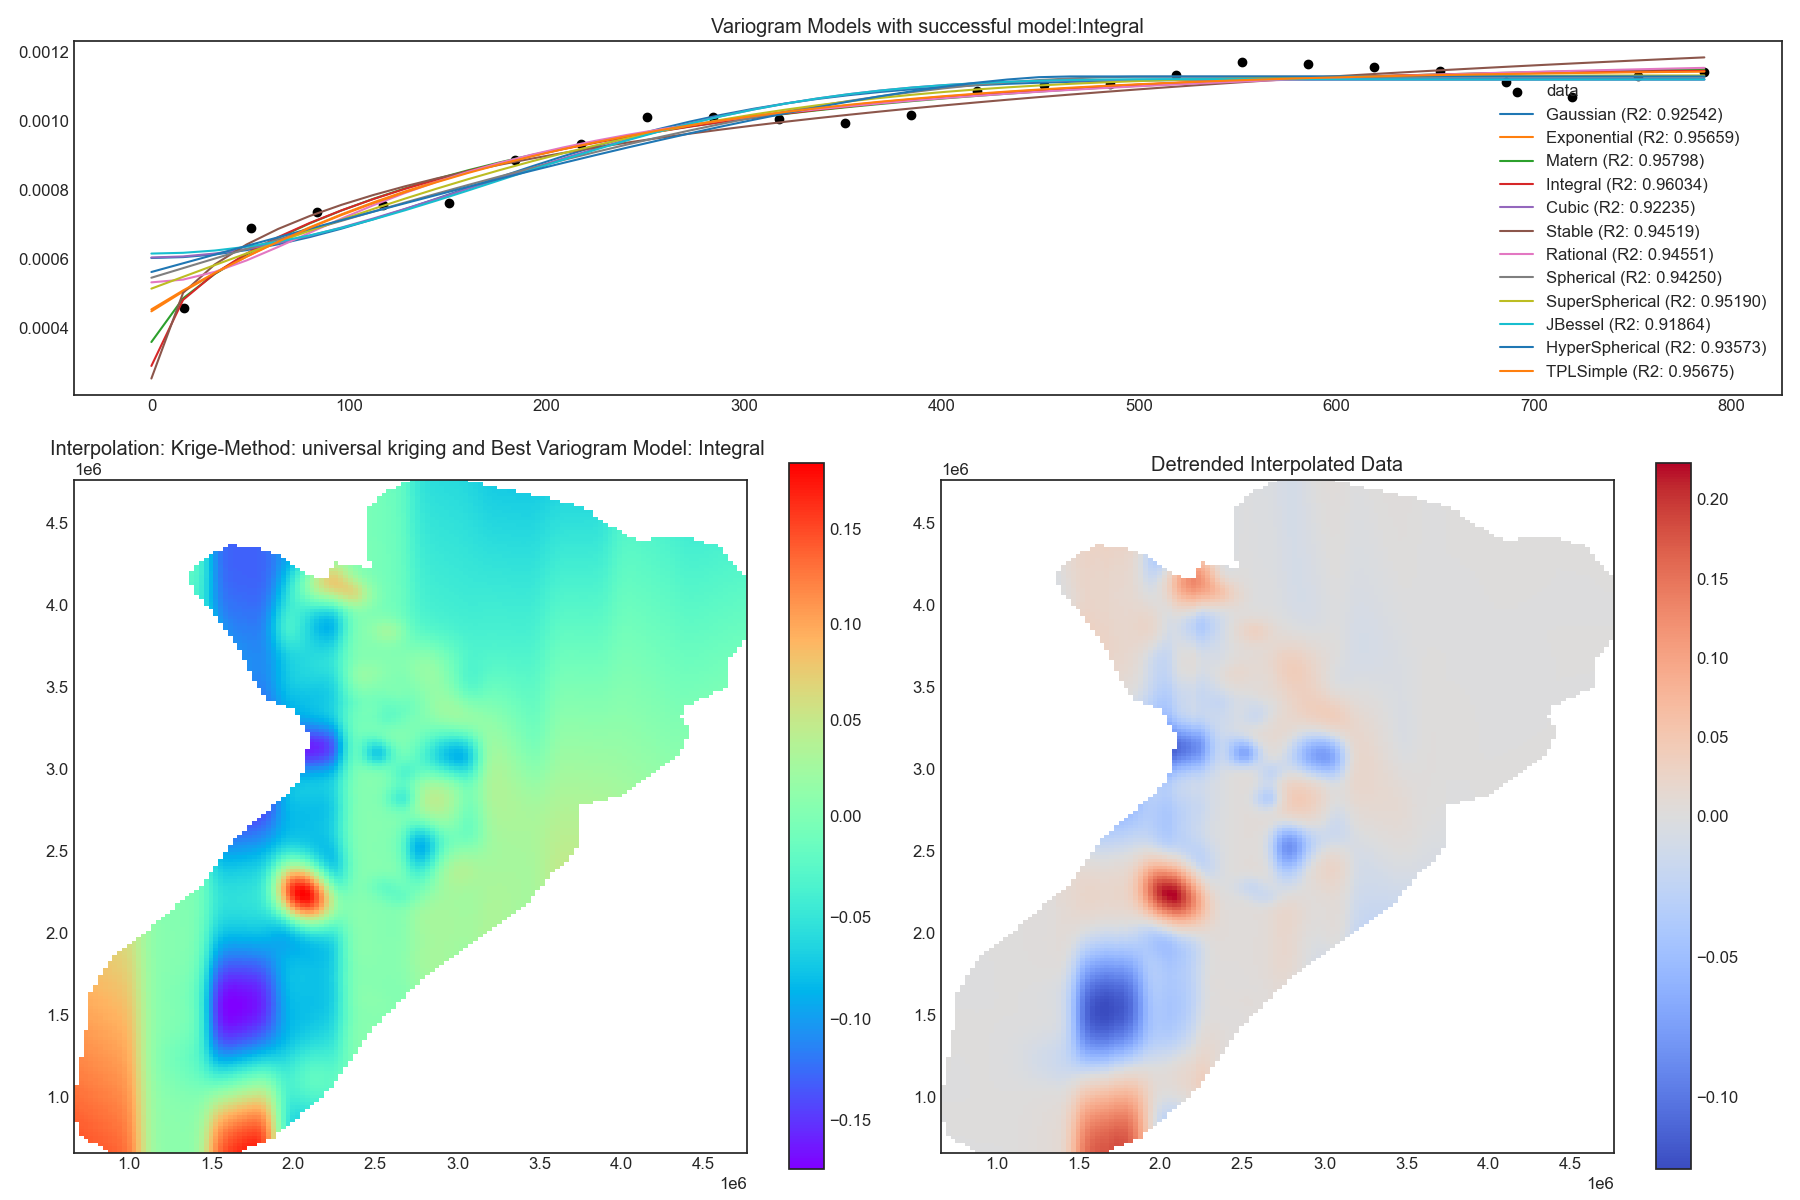 Variogram Models with successful model:Integral
0.0012
0.0010
0.0008
0.0006
0.0004
data
Gaussian (R2: 0.92542)
Exponential (R2: 0.95659)
Matern (R2: 0.95798)
Integral (R2: 0.96034)
Cubic (R2: 0.92235)
Stable (R2: 0.94519)
Rational (R2: 0.94551)
Spherical (R2: 0.94250)
SuperSpherical (R2: 0.95190)
JBessel (R2: 0.91864)
HyperSpherical (R2: 0.93573)
TPLSimple (R2: 0.95675)
0 100 200 300 400 500 600 700 800
Interpolation: Krige-Method: universal kriging and Best Variogram Model: Integral
1e6
4.5
4.0
3.5
3.0
2.5
2.0
1.5
1.0
1.0 1.5 2.0 2.5 3.0 3.5 4.0 4.5
1e6
0.15
0.10
0.05
0.00
−0.05
−0.10
−0.15
Detrended Interpolated Data
1e6
4.5
4.0
3.5
3.0
2.5
2.0
1.5
1.0
1.0 1.5 2.0 2.5 3.0 3.5 4.0 4.5
1e6
0.20
0.15
0.10
0.05
0.00
−0.05
−0.10